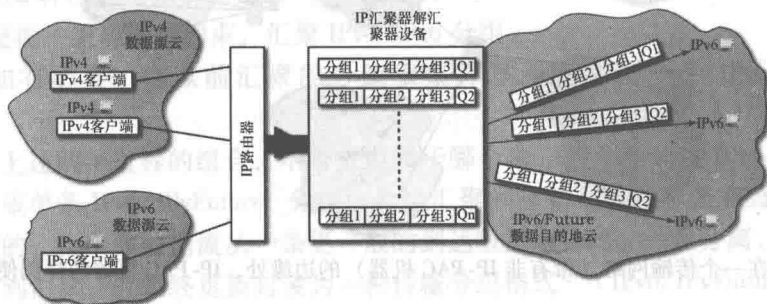 IPv4
数据源云
IPv4
IPv4客户端
IPv4
IPv4客户端
IPv6
数据源云
IPv6
IPv6客户端
IP路由器
IP汇聚器解汇
聚器设备
分组1 分组2 分组3 Q1
分组1 分组2 分组3 Q2
分组1 分组2 分组3 Qn
分组1 分组2 分组3 Q1
分组1 分组2 分组3 Q2
分组1 分组2 分组3 Q2
IPv6
IPv6
IPv6
IPv6/Future
数据目的地云